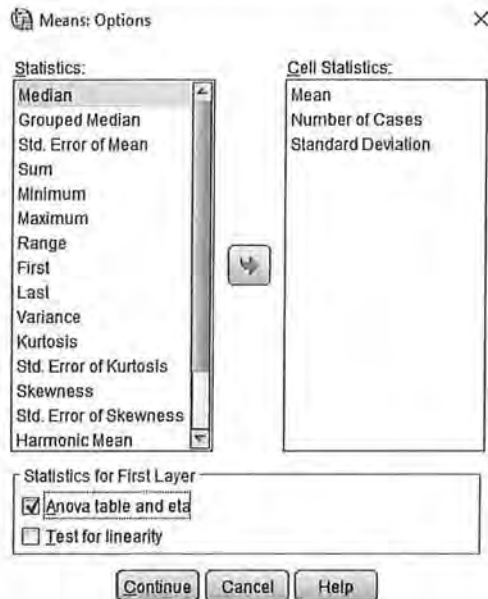 Means: Options
Statistics:
Median
Grouped Median
Std. Error of Mean
Sum
Minimum
Maximum
Range
First
Last
Variance
Kurtosis
Std. Error of Kurtosis
Skewness
Std. Error of Skewness
Harmonic Mean
Cell Statistics:
Mean
Number of Cases
Standard Deviation
Statistics for First Layer
Anova table and eta
Test for linearity
Continue Cancel Help